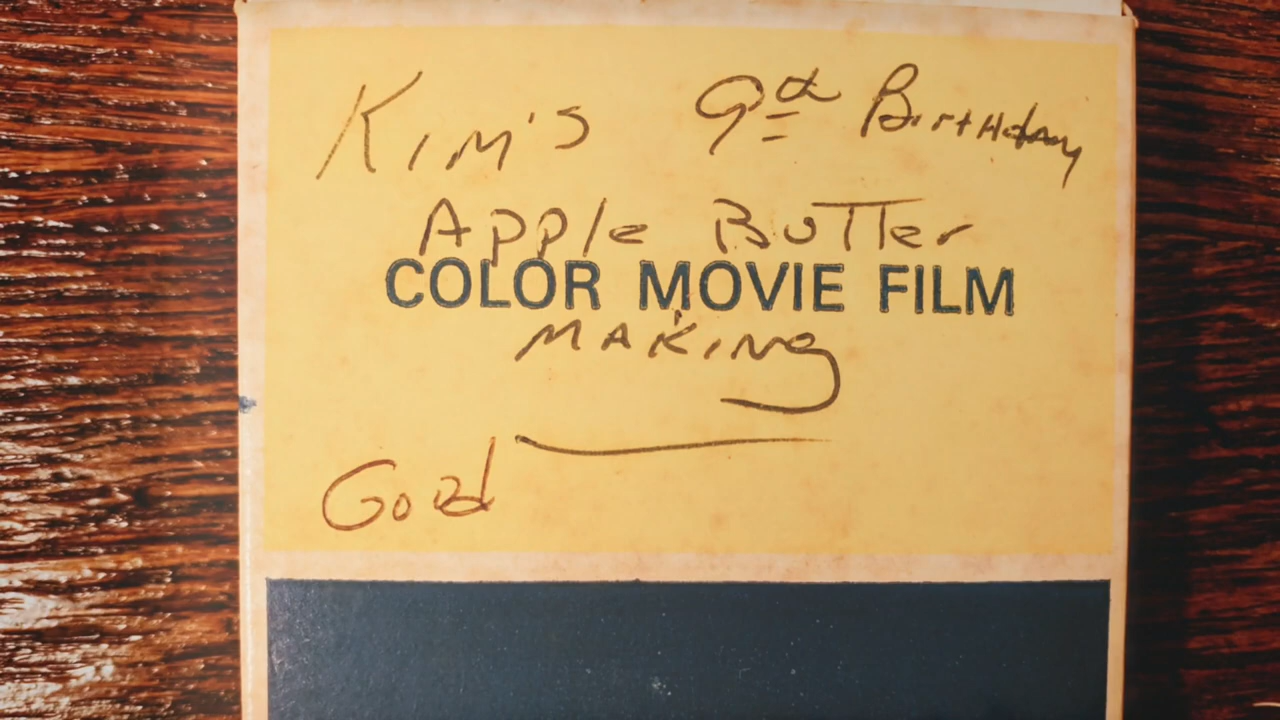 Kim's 9th Birthday
Apple Butter
COLOR MOVIE FILM
Making
Good